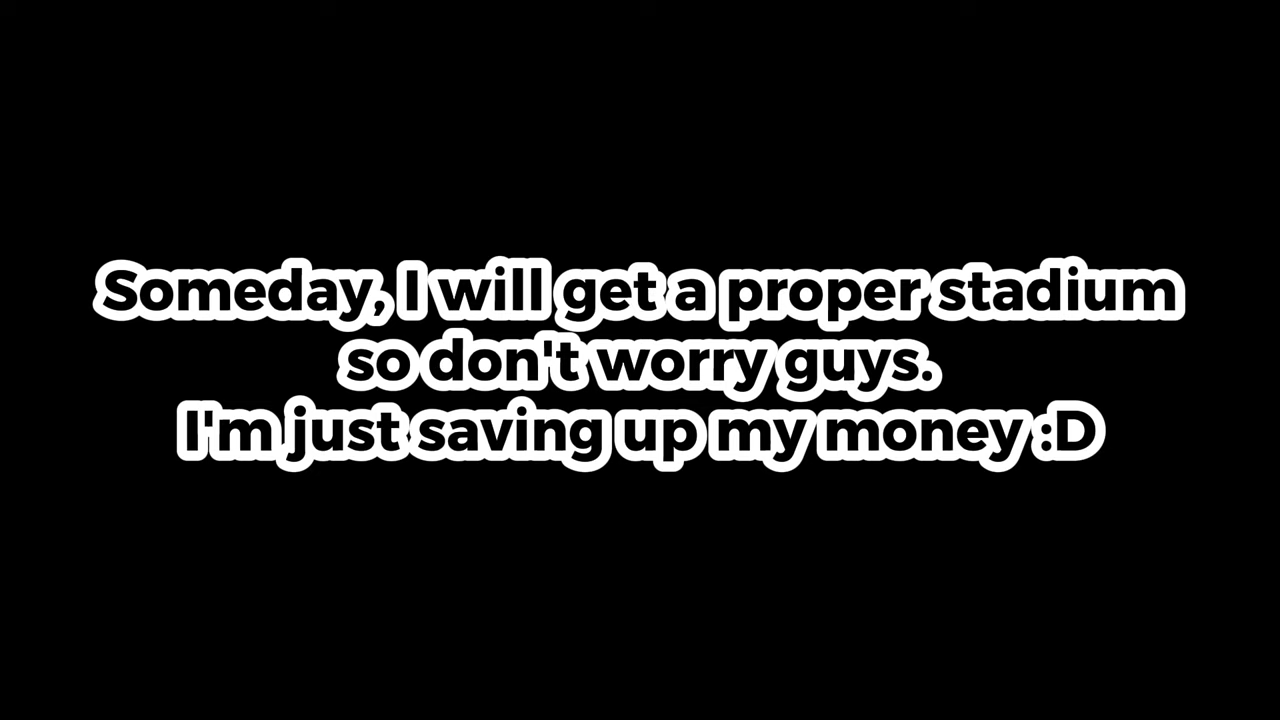 Someday, I will get a proper stadium
so don't worry guys.
I'm just saving up my money :D